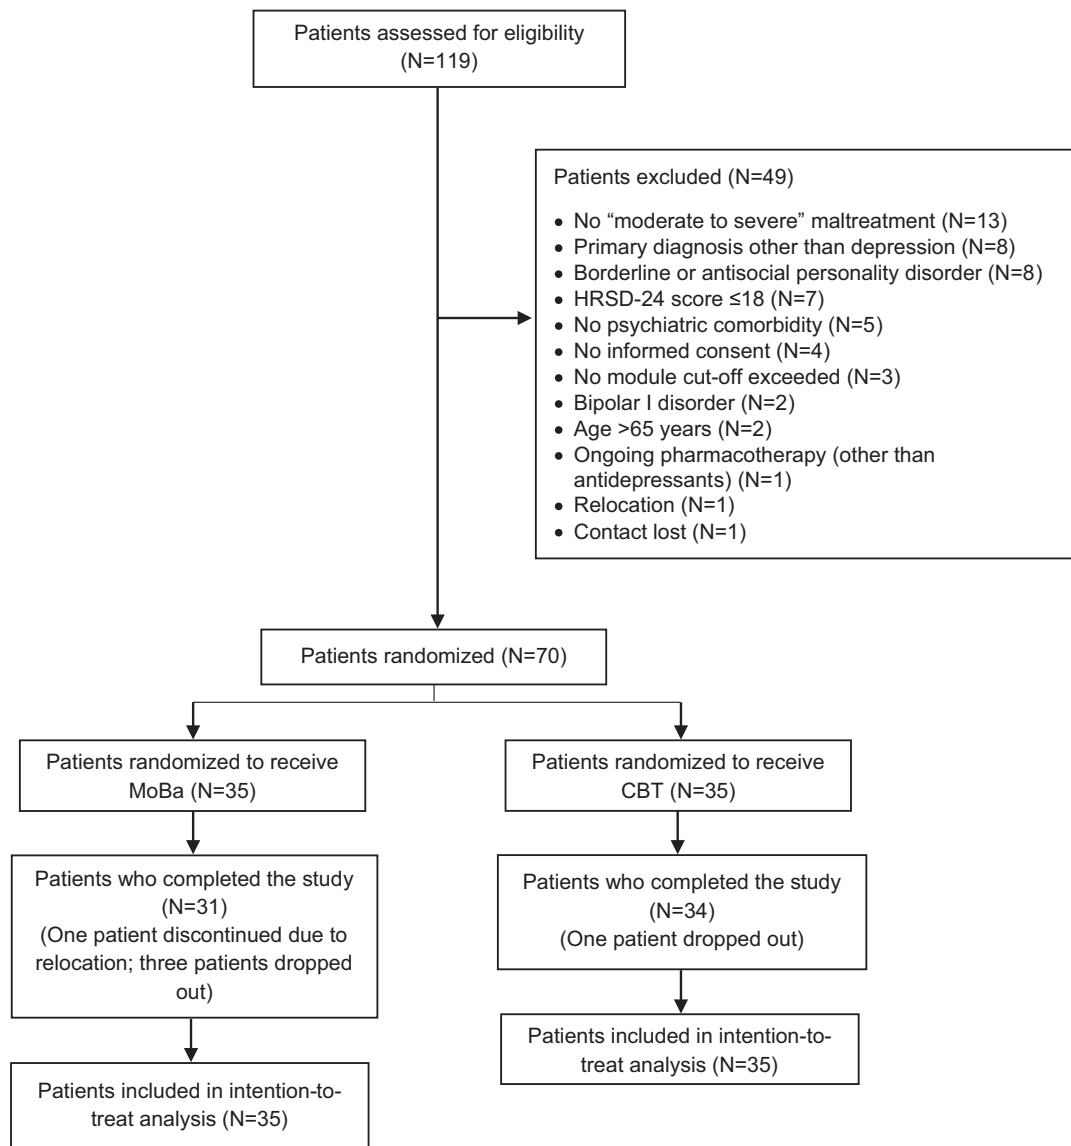 Patients assessed for eligibility
(N=119)
Patients excluded (N=49)
• No “moderate to severe” maltreatment (N=13)
• Primary diagnosis other than depression (N=8)
• Borderline or antisocial personality disorder (N=8)
• HRSD-24 score ≤18 (N=7)
• No psychiatric comorbidity (N=5)
• No informed consent (N=4)
• No module cut-off exceeded (N=3)
• Bipolar I disorder (N=2)
• Age >65 years (N=2)
• Ongoing pharmacotherapy (other than
antidepressants) (N=1)
• Relocation (N=1)
• Contact lost (N=1)
Patients randomized (N=70)
Patients randomized to receive
MoBa (N=35)
Patients randomized to receive
CBT (N=35)
Patients who completed the study
(N=31)
(One patient discontinued due to
relocation; three patients dropped
out)
Patients who completed the study
(N=34)
(One patient dropped out)
Patients included in intention-to-
treat analysis (N=35)
Patients included in intention-to-
treat analysis (N=35)